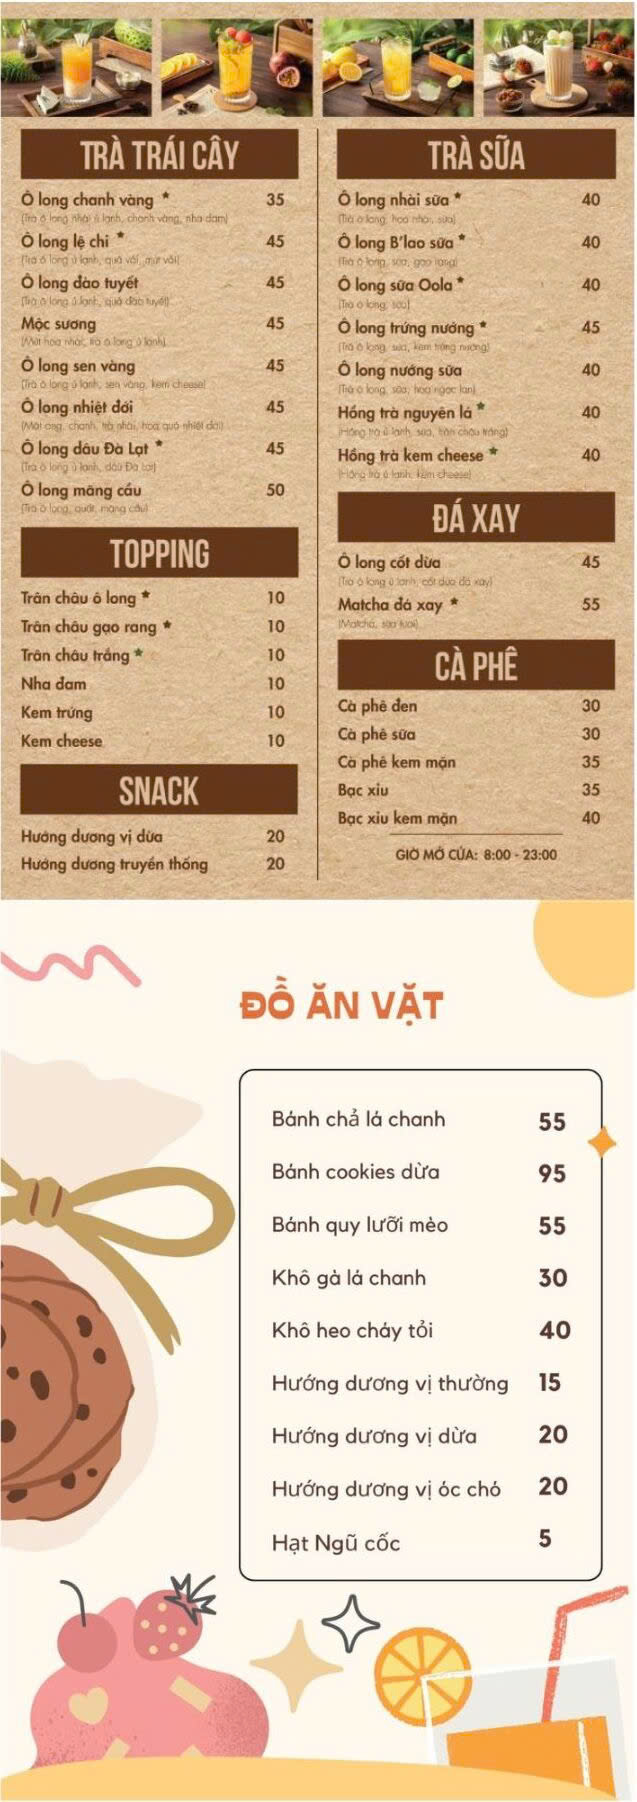 TRÀ TRÁI CÂY
Ô long chanh vàng * 35
(Trà ô long nhài ủ lạnh, chanh vàng, nha đam)
Ô long lệ chi * 45
(Trà ô long ủ lạnh, quả vải, mứt vải)
Ô long đào tuyết 45
(Trà ô long ủ lạnh, quả đào tuyết)
Mộc sương 45
(Mứt hoa nhài, trà ô long ủ lạnh)
Ô long sen vàng 45
(Trà ô long ủ lạnh, sen vàng, kem cheese)
Ô long nhiệt đới 45
(Mật ong, chanh, trà nhài, hoa quả nhiệt đới)
Ô long dâu Đà Lạt * 45
(Trà ô long ủ lạnh, dâu Đà Lạt)
Ô long mãng cầu 50
(Trà ô long, quất, mãng cầu)
TOPPING
Trân châu ô long * 10
Trân châu gạo rang * 10
Trân châu trắng * 10
Nha đam 10
Kem trứng 10
Kem cheese 10
SNACK
Hướng dương vị dừa 20
Hướng dương truyền thống 20
TRÀ SỮA
Ô long nhài sữa * 40
(Trà ô long, hoa nhài, sữa)
Ô long B'lao sữa * 40
(Trà ô long, sữa, gạo rang)
Ô long sữa Oola * 40
(Trà ô long, sữa)
Ô long trứng nướng * 45
(Trà ô long, sữa, kem trứng nướng)
Ô long nướng sữa 40
(Trà ô long, sữa, hoa ngọc lan)
Hồng trà nguyên lá * 40
(Hồng trà ủ lạnh, sữa, trân châu trắng)
Hồng trà kem cheese * 40
(Hồng trà ủ lạnh, kem cheese)
ĐÁ XAY
Ô long cốt dừa 45
(Trà ô long ủ lạnh, cốt dừa đá xay)
Matcha đá xay * 55
(Matcha, sữa tươi)
CÀ PHÊ
Cà phê đen 30
Cà phê sữa 30
Cà phê kem mặn 35
Bạc xỉu 35
Bạc xỉu kem mặn 40
GIỜ MỞ CỬA: 8:00 - 23:00
ĐỒ ĂN VẶT
Bánh chả lá chanh 55
Bánh cookies dừa 95
Bánh quy lưỡi mèo 55
Khô gà lá chanh 30
Khô heo cháy tỏi 40
Hướng dương vị thường 15
Hướng dương vị dừa 20
Hướng dương vị óc chó 20
Hạt Ngũ cốc 5